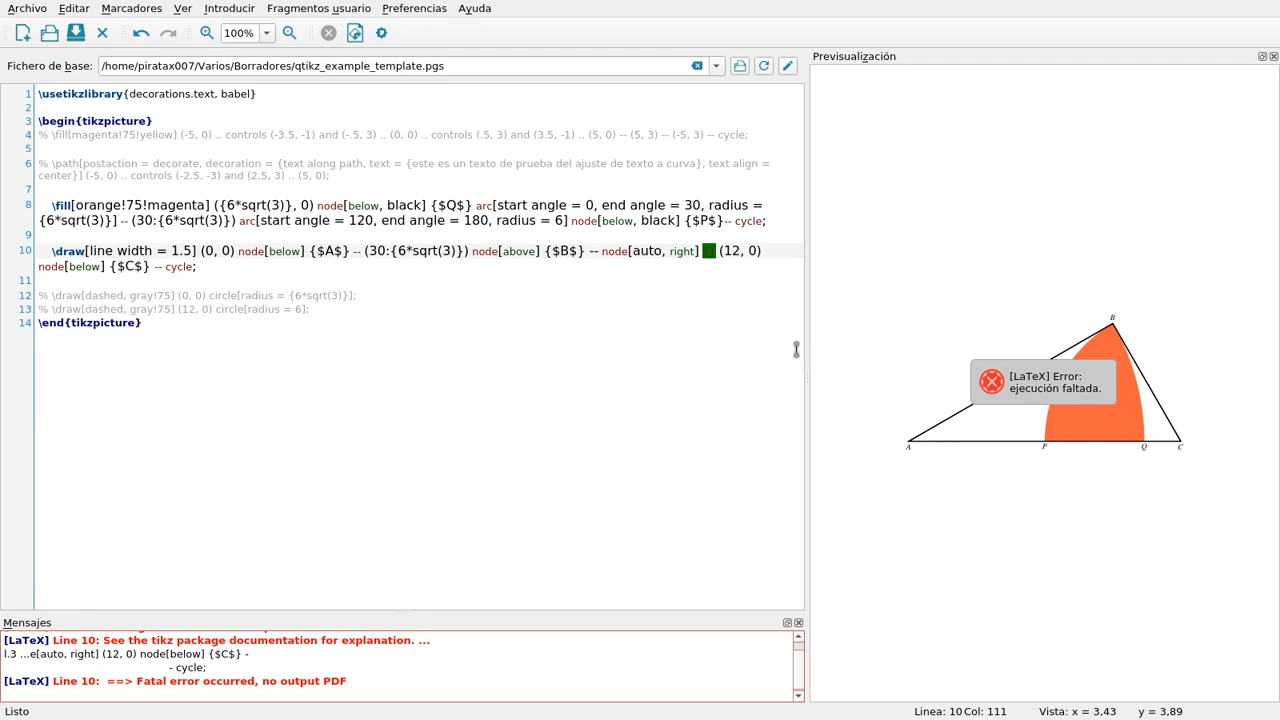 Archivo Editar Marcadores Ver Introducir Fragmentos usuario Preferencias Ayuda
100%
Fichero de base: /home/piratax007/Varios/Borradores/qtikz_example_template.pgs
1 \usetikzlibrary{decorations.text, babel}
2
3 \begin{tikzpicture}
4 % \fill[magenta!75!yellow] (-5, 0) .. controls (-3.5, -1) and (-.5, 3) .. (0, 0) .. controls (.5, 3) and (3.5, -1) .. (5, 0) -- (5, 3) -- (-5, 3) -- cycle;
5
6 % \path[postaction = decorate, decoration = {text along path, text = {este es un texto de prueba del ajuste de texto a curva}, text align =
center}] (-5, 0) .. controls (-2.5, -3) and (2.5, 3) .. (5, 0);
7
8 \fill[orange!75!magenta] ({6*sqrt(3)}, 0) node[below, black] {$Q$} arc[start angle = 0, end angle = 30, radius =
{6*sqrt(3)}] -- (30:{6*sqrt(3)}) arc[start angle = 120, end angle = 180, radius = 6] node[below, black] {$P$}-- cycle;
9
10 \draw[line width = 1.5] (0, 0) node[below] {$A$} -- (30:{6*sqrt(3)}) node[above] {$B$} -- node[auto, right] {} (12, 0)
node[below] {$C$} -- cycle;
11
12 % \draw[dashed, gray!75] (0, 0) circle[radius = {6*sqrt(3)}];
13 % \draw[dashed, gray!75] (12, 0) circle[radius = 6];
14 \end{tikzpicture}
Mensajes
[LaTeX] Line 10: See the tikz package documentation for explanation. ...
l.3 ...e[auto, right] (12, 0) node[below] {$C$} -
- cycle;
[LaTeX] Line 10: ==> Fatal error occurred, no output PDF
Previsualización
B
[LaTeX] Error:
ejecución faltada.
A P Q C
Listo
Linea: 10 Col: 111 Vista: x = 3,43 y = 3,89